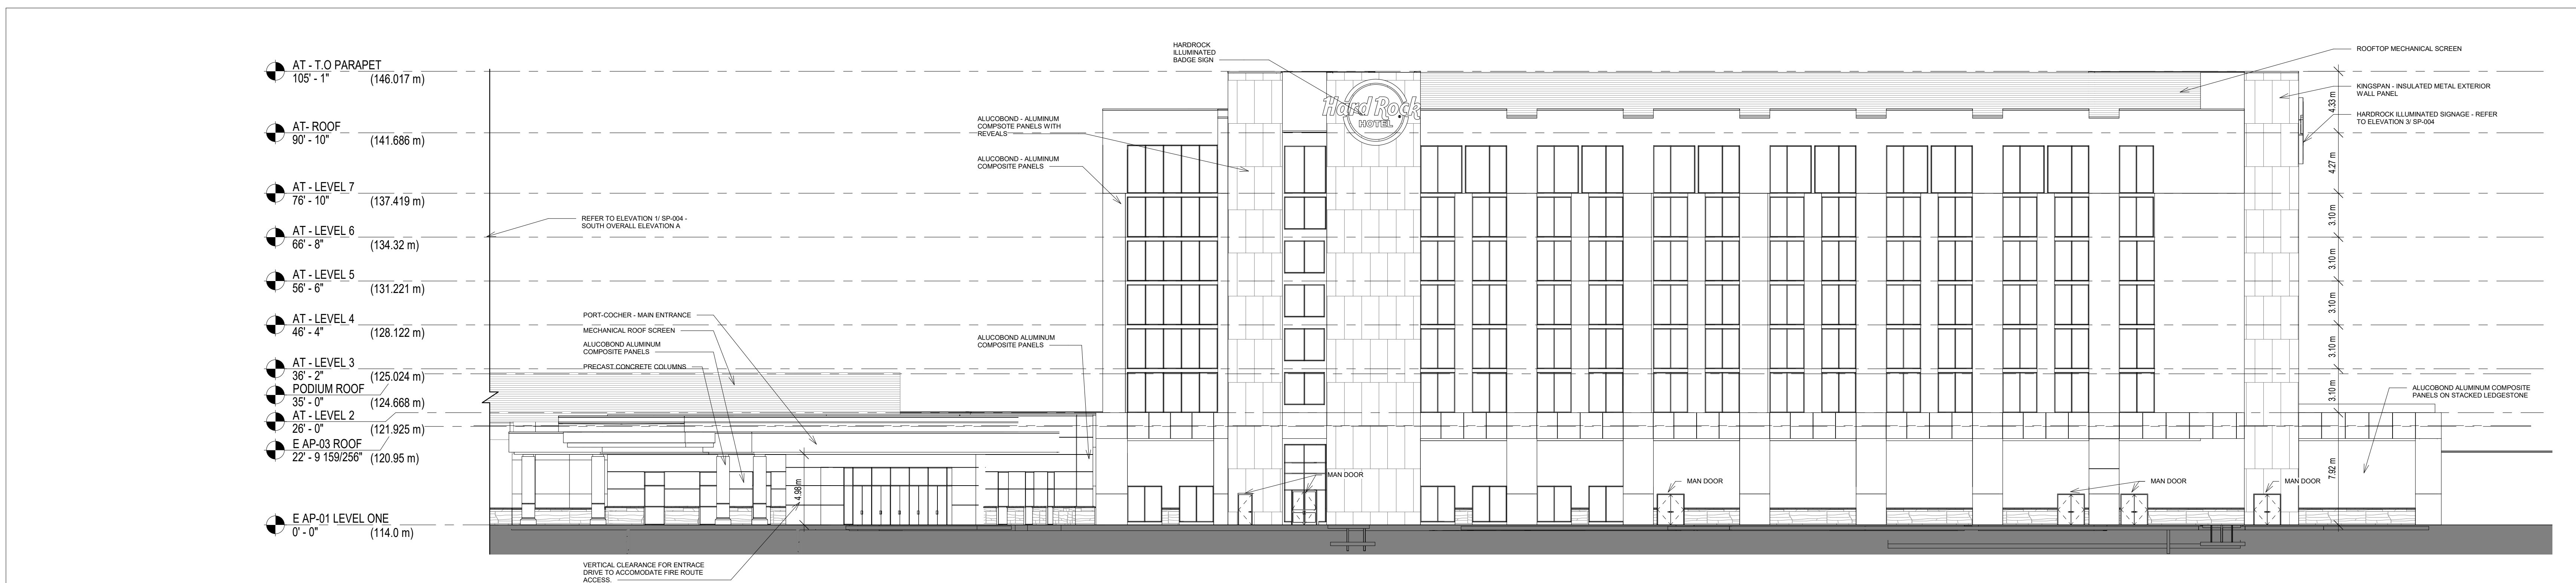 AT - T.O PARAPET
105' - 1" (146.017 m)
AT- ROOF
90' - 10" (141.686 m)
AT - LEVEL 7
76' - 10" (137.419 m)
AT - LEVEL 6
66' - 8" (134.32 m)
AT - LEVEL 5
56' - 6" (131.221 m)
AT - LEVEL 4
46' - 4" (128.122 m)
AT - LEVEL 3
36' - 2" (125.024 m)
PODIUM ROOF
35' - 0" (124.668 m)
AT - LEVEL 2
26' - 0" (121.925 m)
E AP-03 ROOF
22' - 9 159/256" (120.95 m)
E AP-01 LEVEL ONE
0' - 0" (114.0 m)
REFER TO ELEVATION 1/ SP-004 -
SOUTH OVERALL ELEVATION A
PORT-COCHER - MAIN ENTRANCE
MECHANICAL ROOF SCREEN
ALUCOBOND ALUMINUM
COMPOSITE PANELS
PRECAST CONCRETE COLUMNS
4.98 m
VERTICAL CLEARANCE FOR ENTRACE
DRIVE TO ACCOMODATE FIRE ROUTE
ACCESS.
HARDROCK
ILLUMINATED
BADGE SIGN
ALUCOBOND - ALUMINUM
COMPSOTE PANELS WITH
REVEALS
ALUCOBOND - ALUMINUM
COMPOSITE PANELS
ALUCOBOND ALUMINUM
COMPOSITE PANELS
Hard Rock
HOTEL
MAN DOOR
MAN DOOR
MAN DOOR
MAN DOOR
ROOFTOP MECHANICAL SCREEN
KINGSPAN - INSULATED METAL EXTERIOR
WALL PANEL
HARDROCK ILLUMINATED SIGNAGE - REFER
TO ELEVATION 3/ SP-004
ALUCOBOND ALUMINUM COMPOSITE
PANELS ON STACKED LEDGESTONE
4.33 m
4.27 m
3.10 m
3.10 m
3.10 m
3.10 m
3.10 m
7.92 m